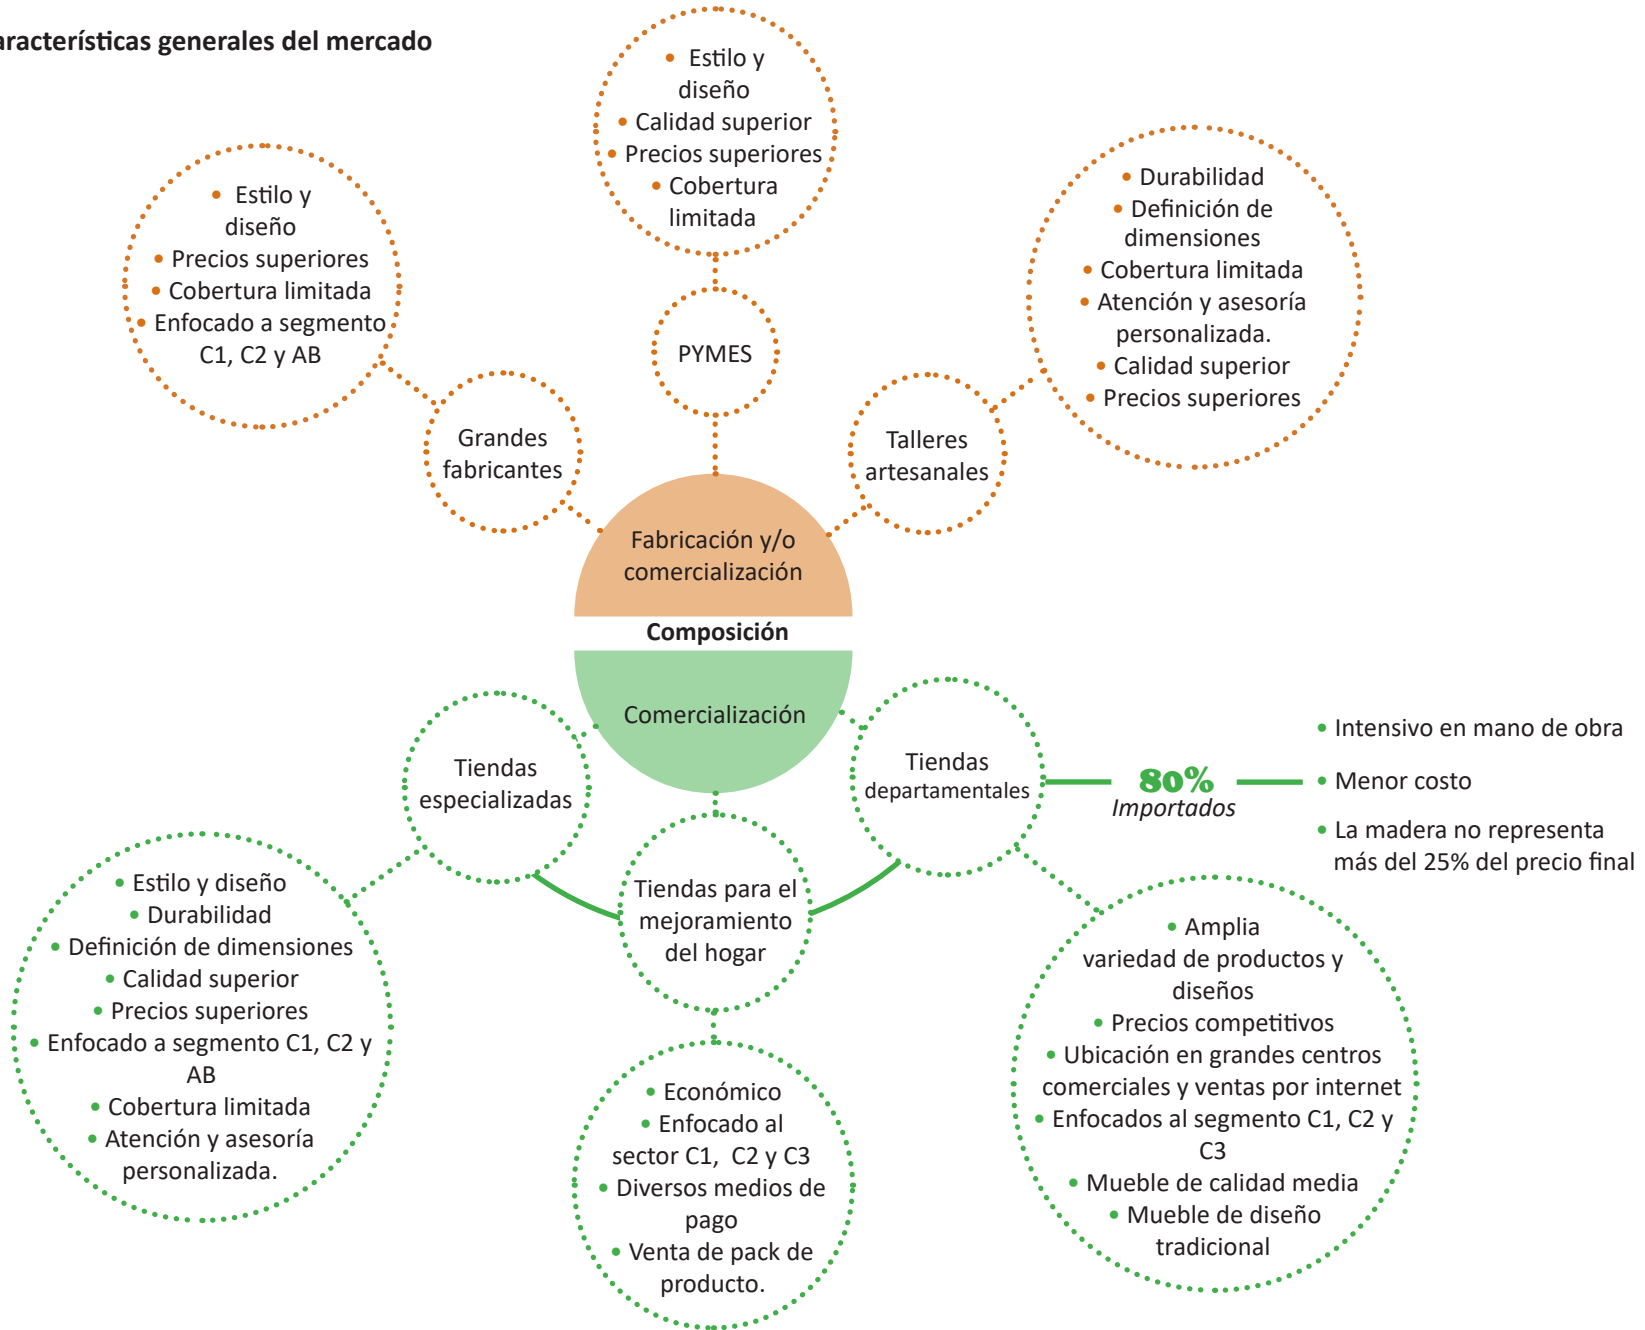 aracterísticas generales del mercado
• Estilo y
diseño
• Calidad superior
• Precios superiores
• Cobertura
limitada
• Estilo y
diseño
• Precios superiores
• Cobertura limitada
• Enfocado a segmento
C1, C2 y AB
• Durabilidad
• Definición de
dimensiones
• Cobertura limitada
• Atención y asesoría
personalizada.
• Calidad superior
• Precios superiores
PYMES
Grandes
fabricantes
Talleres
artesanales
Fabricación y/o
comercialización
Composición
Comercialización
Tiendas
especializadas
Tiendas para el
mejoramiento
del hogar
Tiendas
departamentales
80%
Importados
• Intensivo en mano de obra
• Menor costo
• La madera no representa
más del 25% del precio final
• Estilo y diseño
• Durabilidad
• Definición de dimensiones
• Calidad superior
• Precios superiores
• Enfocado a segmento C1, C2 y
AB
• Cobertura limitada
• Atención y asesoría
personalizada.
• Económico
• Enfocado al
sector C1, C2 y C3
• Diversos medios de
pago
• Venta de pack de
producto.
• Amplia
variedad de productos y
diseños
• Precios competitivos
• Ubicación en grandes centros
comerciales y ventas por internet
• Enfocados al segmento C1, C2 y
C3
• Mueble de calidad media
• Mueble de diseño
tradicional